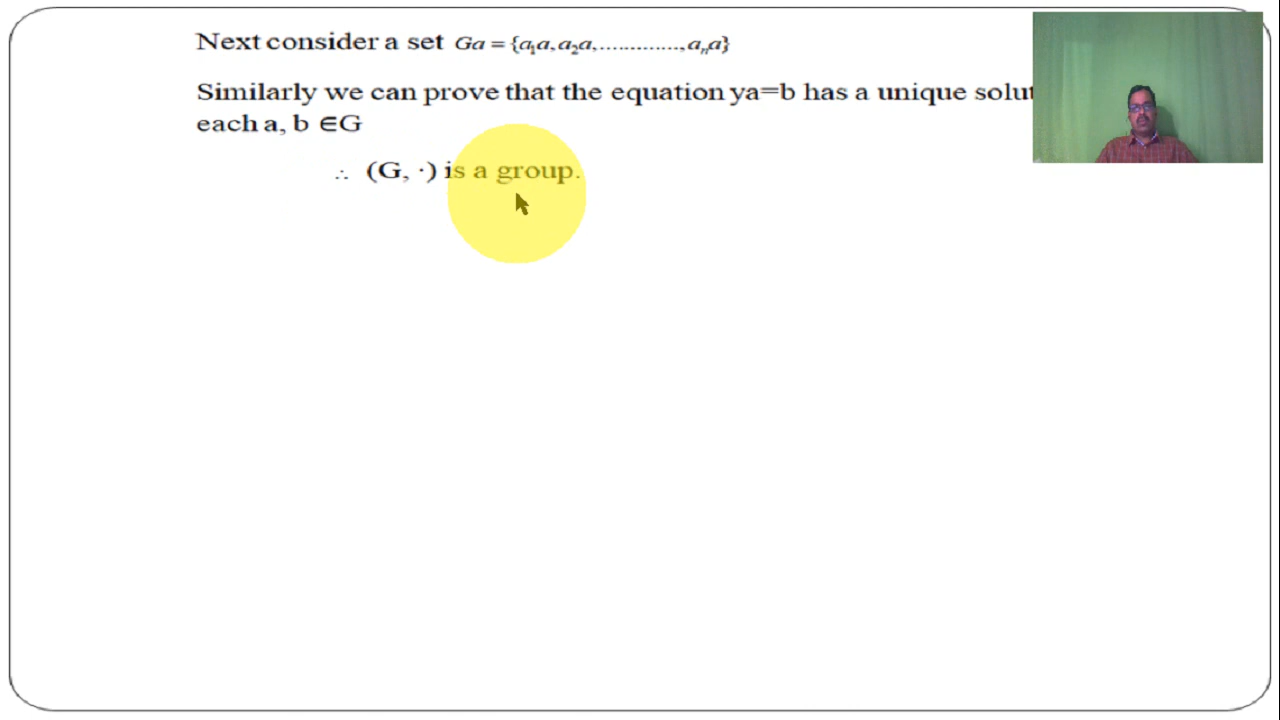 Next consider a set Ga = {a₁a, a₂a,.............,aₙa}
Similarly we can prove that the equation ya=b has a unique
each a, b ∈G
∴ (G, ·) is a group.